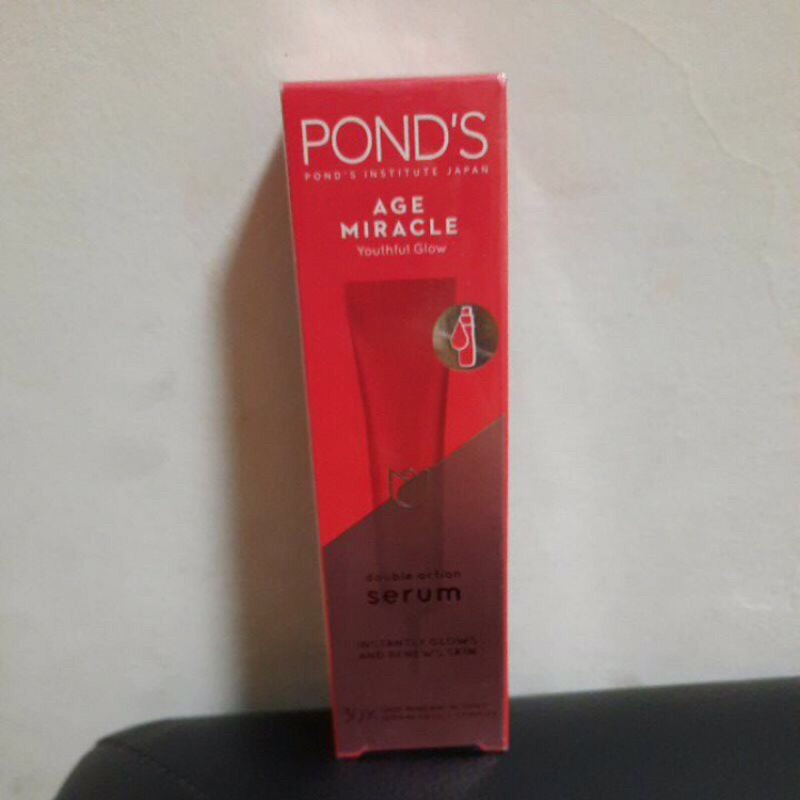 POND'S
POND'S INSTITUTE JAPAN
AGE
MIRACLE
Youthful Glow
double action
serum
INSTANTLY GLOWS
AND RENEWS SKIN